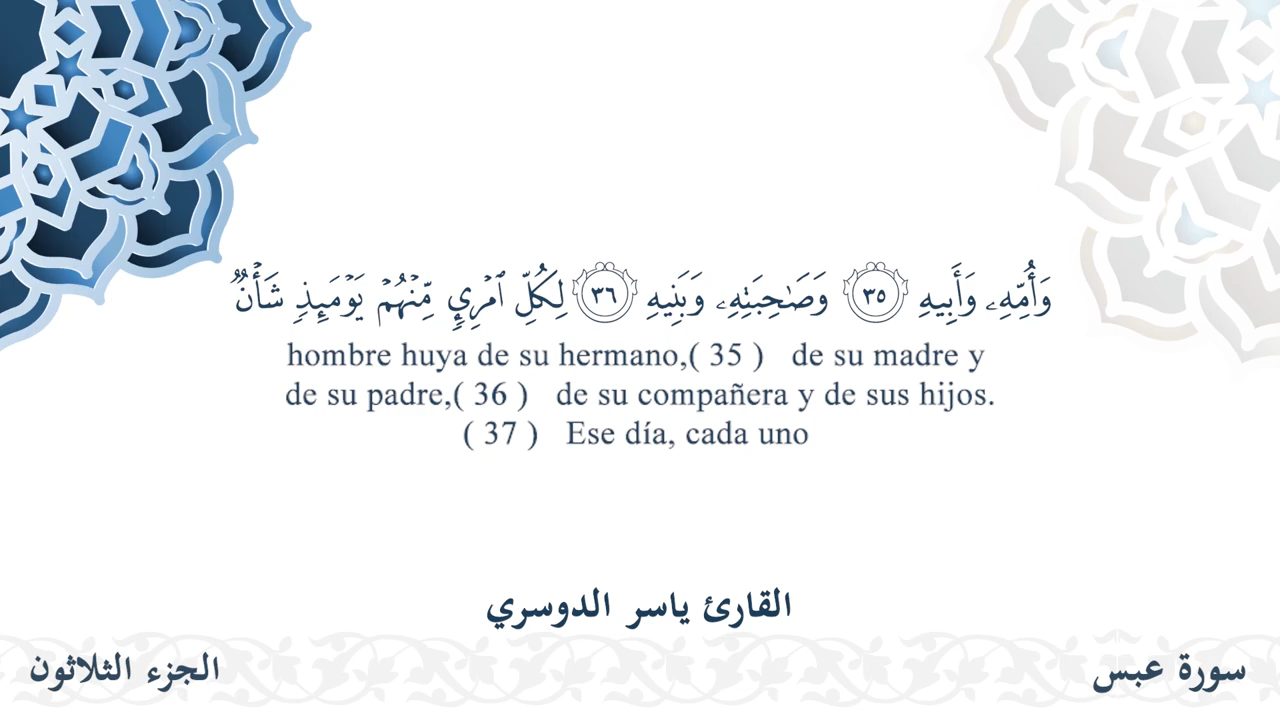 وَأُمِّهِۦ وَأَبِيهِ ٣٥ وَصَٰحِبَتِهِۦ وَبَنِيهِ ٣٦ لِكُلِّ ٱمْرِئٍ مِّنْهُمْ يَوْمَئِذٍ شَأْنٌ
hombre huya de su hermano,( 35 ) de su madre y
de su padre,( 36 ) de su compañera y de sus hijos.
( 37 ) Ese día, cada uno
القارئ ياسر الدوسري
سورة عبس
الجزء الثلاثون